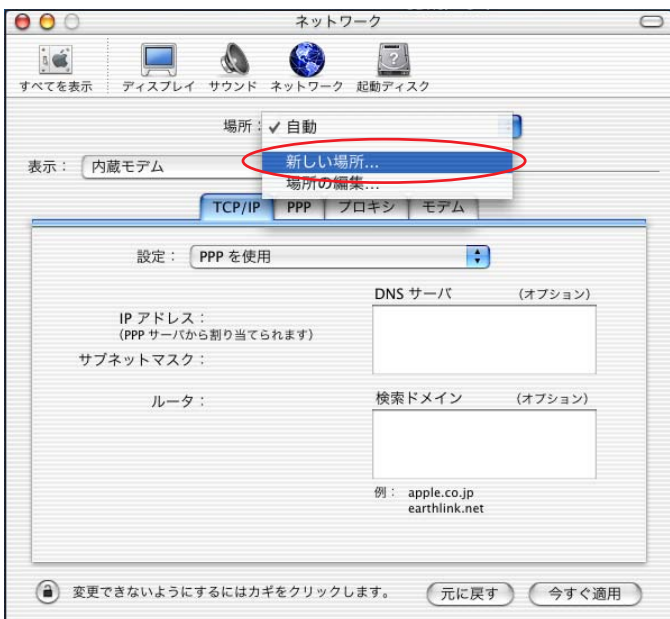 ネットワーク
すべてを表示 ディスプレイ サウンド ネットワーク 起動ディスク
場所： ✓ 自動
新しい場所...
場所の編集...
表示： 内蔵モデム
TCP/IP PPP プロキシ モデム
設定： PPP を使用
DNS サーバ （オプション）
IP アドレス：
（PPP サーバから割り当てられます）
サブネットマスク：
ルータ：
検索ドメイン （オプション）
例： apple.co.jp
earthlink.net
変更できないようにするにはカギをクリックします。 元に戻す 今すぐ適用